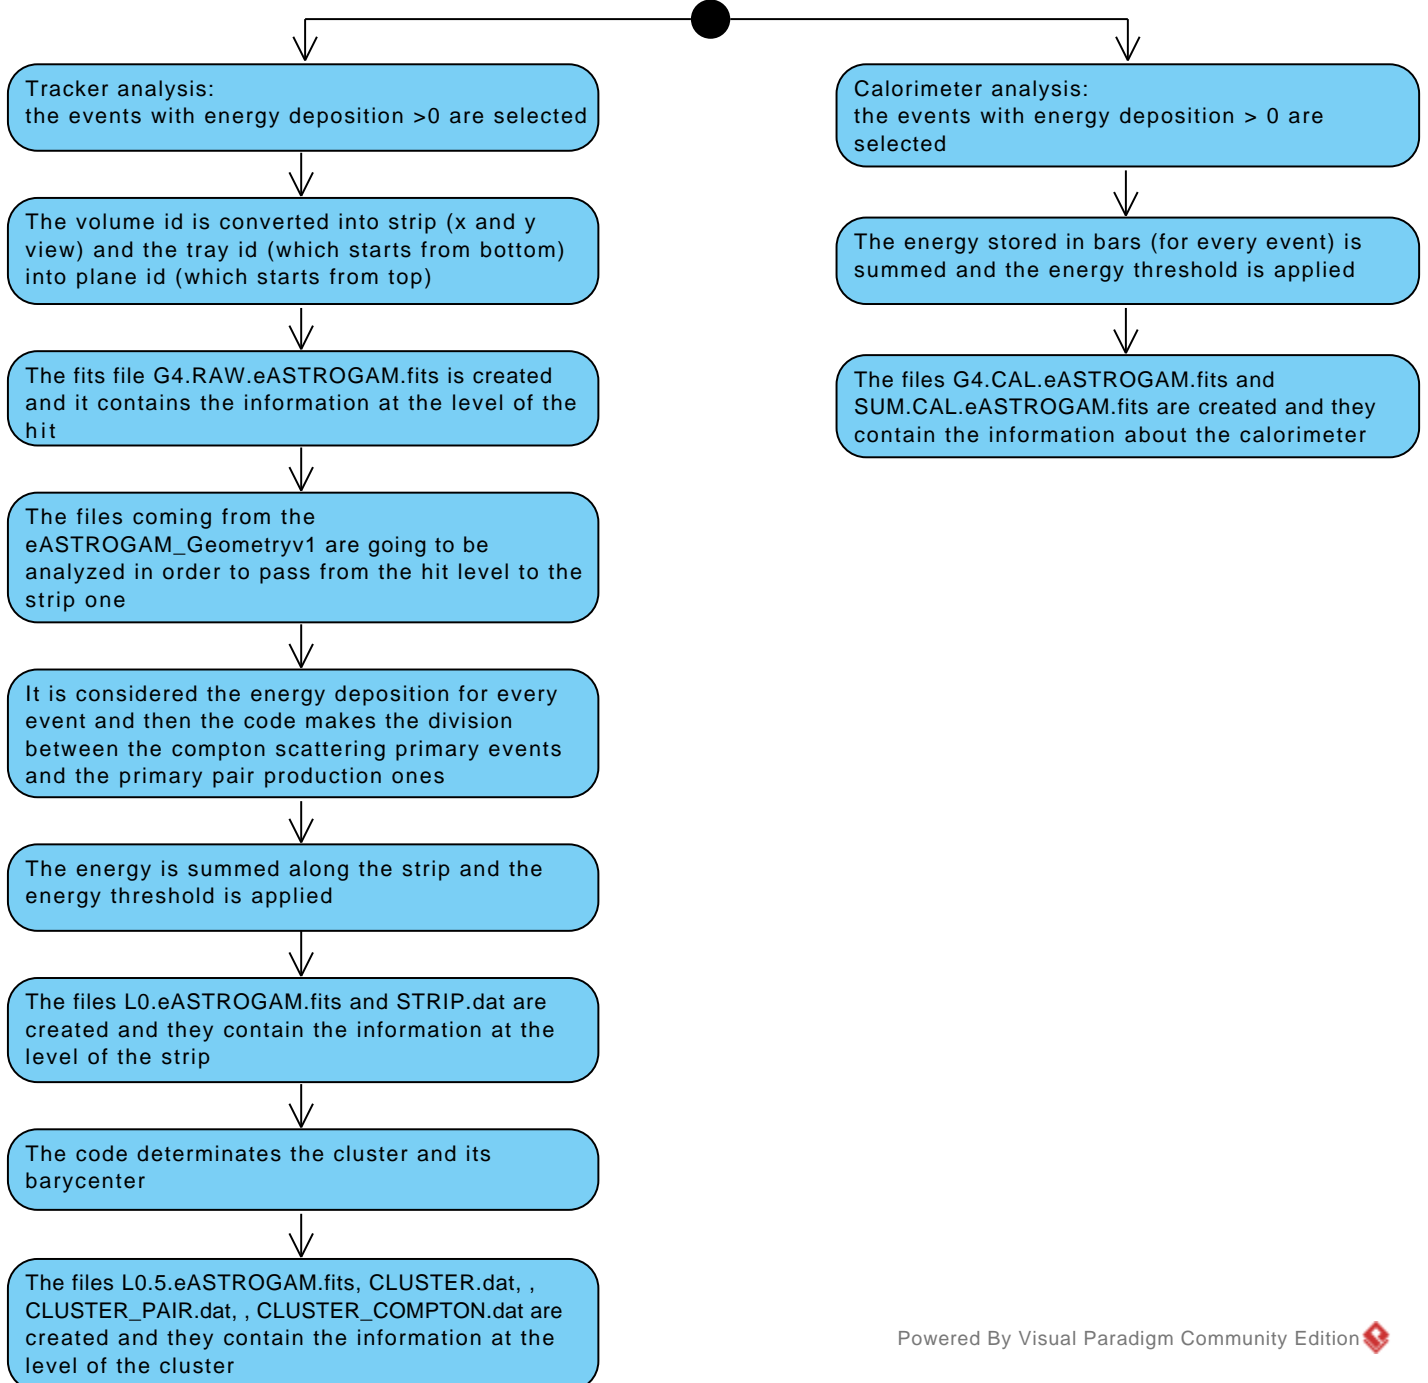 Tracker analysis:
the events with energy deposition >0 are selected
The volume id is converted into strip (x and y
view) and the tray id (which starts from bottom)
into plane id (which starts from top)
The fits file G4.RAW.eASTROGAM.fits is created
and it contains the information at the level of the
hit
The files coming from the
eASTROGAM_Geometryv1 are going to be
analyzed in order to pass from the hit level to the
strip one
It is considered the energy deposition for every
event and then the code makes the division
between the compton scattering primary events
and the primary pair production ones
The energy is summed along the strip and the
energy threshold is applied
The files L0.eASTROGAM.fits and STRIP.dat are
created and they contain the information at the
level of the strip
The code determinates the cluster and its
barycenter
The files L0.5.eASTROGAM.fits, CLUSTER.dat, ,
CLUSTER_PAIR.dat, , CLUSTER_COMPTON.dat are
created and they contain the information at the
level of the cluster
Calorimeter analysis:
the events with energy deposition > 0 are
selected
The energy stored in bars (for every event) is
summed and the energy threshold is applied
The files G4.CAL.eASTROGAM.fits and
SUM.CAL.eASTROGAM.fits are created and they
contain the information about the calorimeter
Powered By Visual Paradigm Community Edition